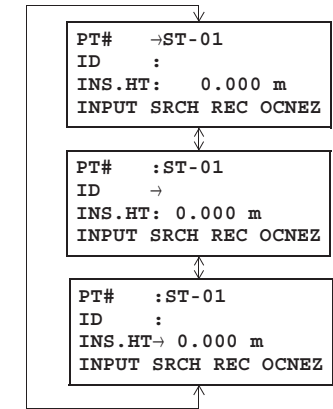 PT# →ST-01
ID :
INS.HT: 0.000 m
INPUT SRCH REC OCNEZ
PT# :ST-01
ID →
INS.HT: 0.000 m
INPUT SRCH REC OCNEZ
PT# :ST-01
ID :
INS.HT→ 0.000 m
INPUT SRCH REC OCNEZ